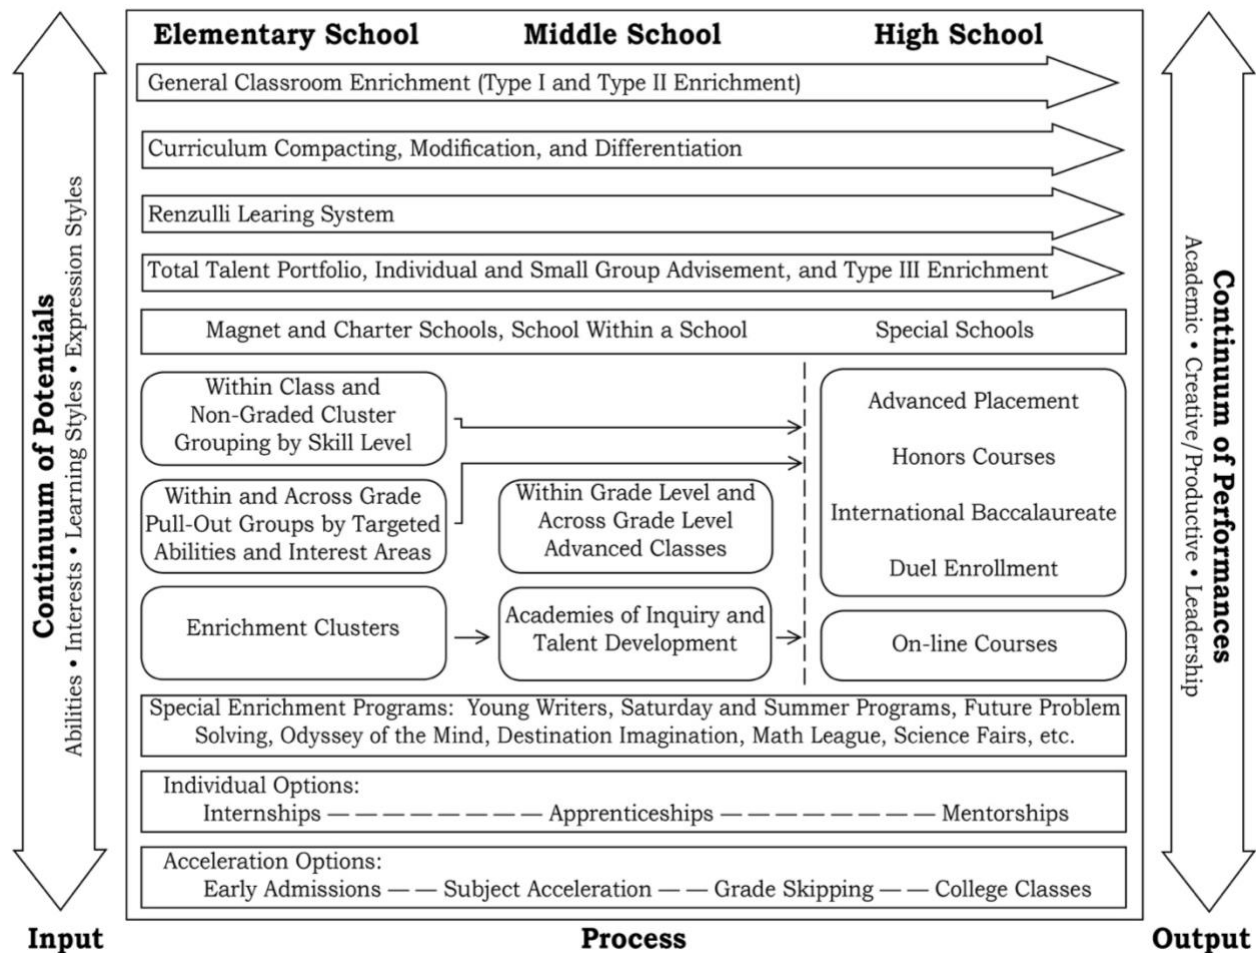 Elementary School
Middle School
High School
General Classroom Enrichment (Type I and Type II Enrichment)
Curriculum Compacting, Modification, and Differentiation
Renzulli Learing System
Total Talent Portfolio, Individual and Small Group Advisement, and Type III Enrichment
Magnet and Charter Schools, School Within a School
Special Schools
Within Class and
Non-Graded Cluster
Grouping by Skill Level
Within and Across Grade
Pull-Out Groups by Targeted
Abilities and Interest Areas
Enrichment Clusters
Within Grade Level and
Across Grade Level
Advanced Classes
Academies of Inquiry and
Talent Development
Advanced Placement
Honors Courses
International Baccalaureate
Duel Enrollment
On-line Courses
Special Enrichment Programs: Young Writers, Saturday and Summer Programs, Future Problem
Solving, Odyssey of the Mind, Destination Imagination, Math League, Science Fairs, etc.
Individual Options:
Internships — — — — — — — — Apprenticeships — — — — — — — — Mentorships
Acceleration Options:
Early Admissions — — Subject Acceleration — — Grade Skipping — — College Classes
Continuum of Potentials
Abilities • Interests • Learning Styles • Expression Styles
Continuum of Performances
Academic • Creative/Productive • Leadership
Input
Process
Output